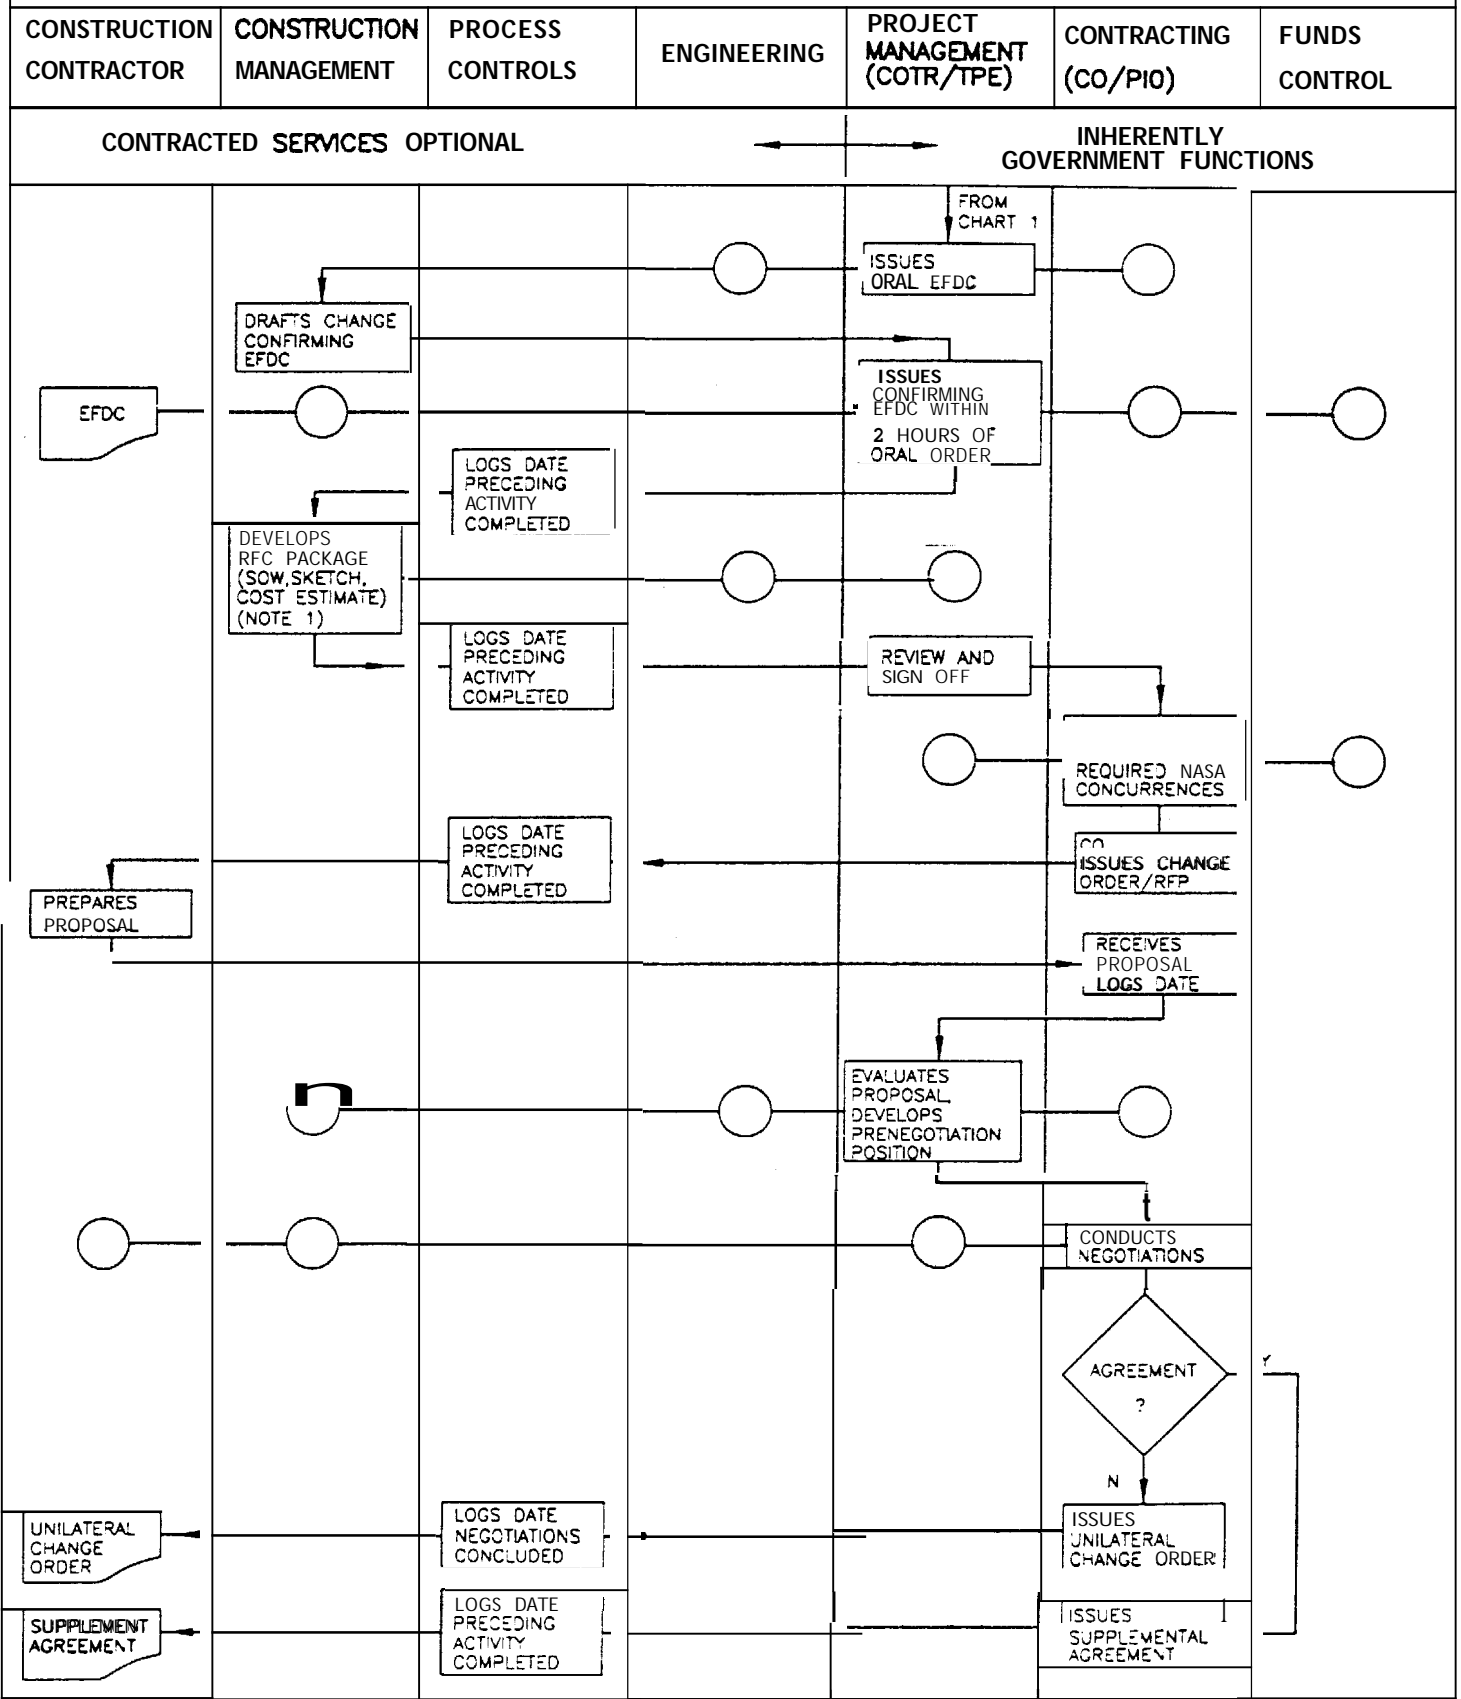 CONSTRUCTION
CONTRACTOR
CONSTRUCTION
MANAGEMENT
PROCESS
CONTROLS
ENGINEERING
PROJECT
MANAGEMENT
(COTR/TPE)
CONTRACTING
(CO/PIO)
FUNDS
CONTROL
CONTRACTED SERVICES OPTIONAL
INHERENTLY
GOVERNMENT FUNCTIONS
FROM
CHART 1
ISSUES
ORAL EFDC
DRAFTS CHANGE
CONFIRMING
EFDC
EFDC
ISSUES
CONFIRMING
EFDC WITHIN
2 HOURS OF
ORAL ORDER
LOGS DATE
PRECEDING
ACTIVITY
COMPLETED
DEVELOPS
RFC PACKAGE
(SOW,SKETCH,
COST ESTIMATE)
(NOTE 1)
LOGS DATE
PRECEDING
ACTIVITY
COMPLETED
REVIEW AND
SIGN OFF
REQUIRED NASA
CONCURRENCES
LOGS DATE
PRECEDING
ACTIVITY
COMPLETED
CO
ISSUES CHANGE
ORDER/RFP
PREPARES
PROPOSAL
RECEIVES
PROPOSAL
LOGS DATE
EVALUATES
PROPOSAL,
DEVELOPS
PRENEGOTIATION
POSITION
CONDUCTS
NEGOTIATIONS
AGREEMENT
?
Y
N
UNILATERAL
CHANGE
ORDER
LOGS DATE
NEGOTIATIONS
CONCLUDED
ISSUES
UNILATERAL
CHANGE ORDER
SUPPLEMENT
AGREEMENT
LOGS DATE
PRECEDING
ACTIVITY
COMPLETED
ISSUES
SUPPLEMENTAL
AGREEMENT